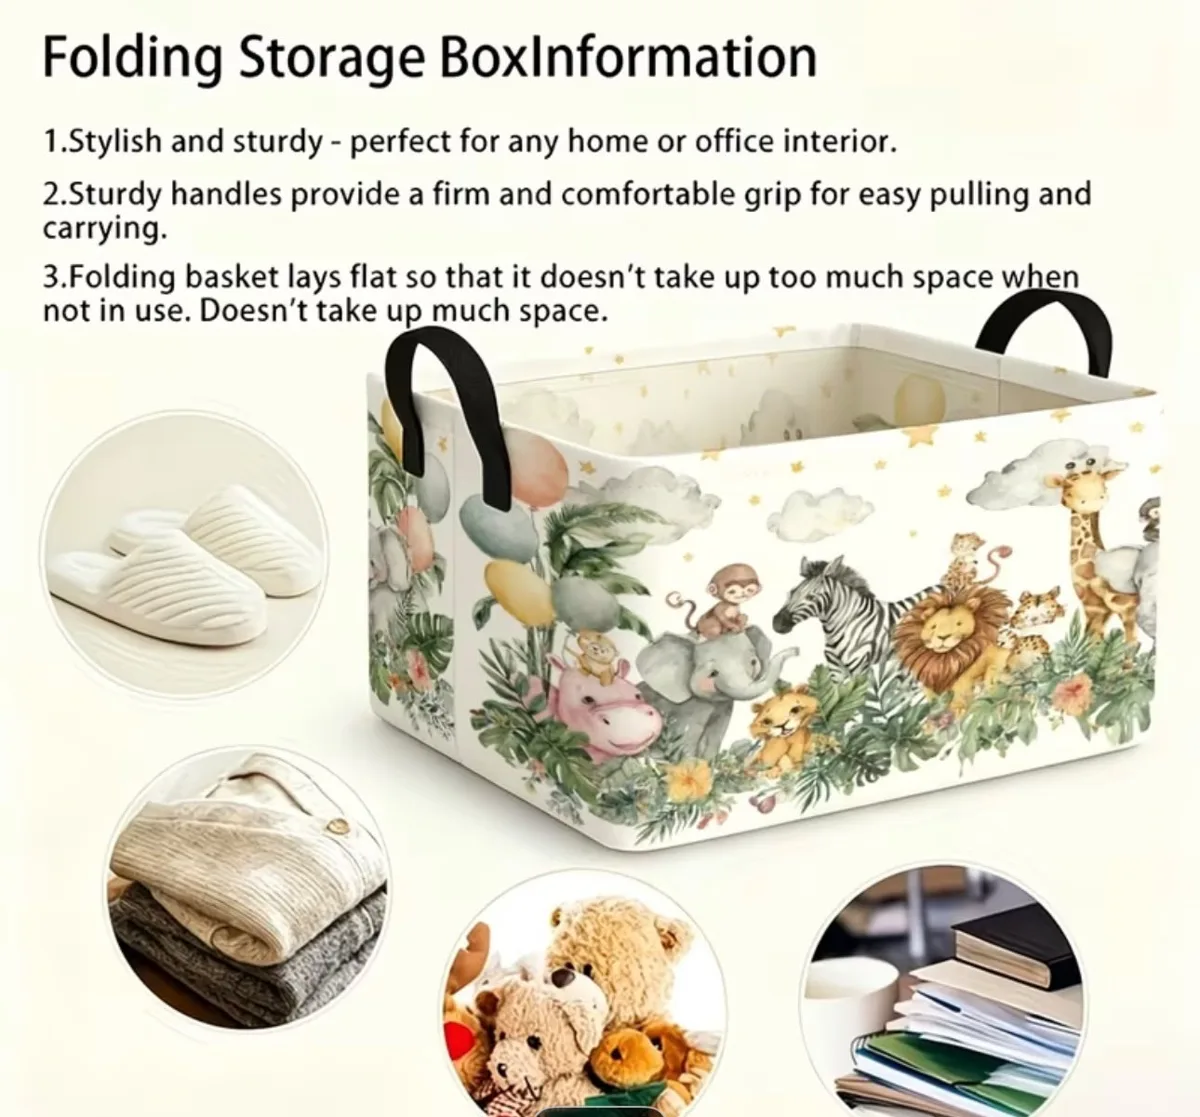 Folding Storage BoxInformation
1.Stylish and sturdy - perfect for any home or office interior.
2.Sturdy handles provide a firm and comfortable grip for easy pulling and
carrying.
3.Folding basket lays flat so that it doesn't take up too much space when
not in use. Doesn't take up much space.